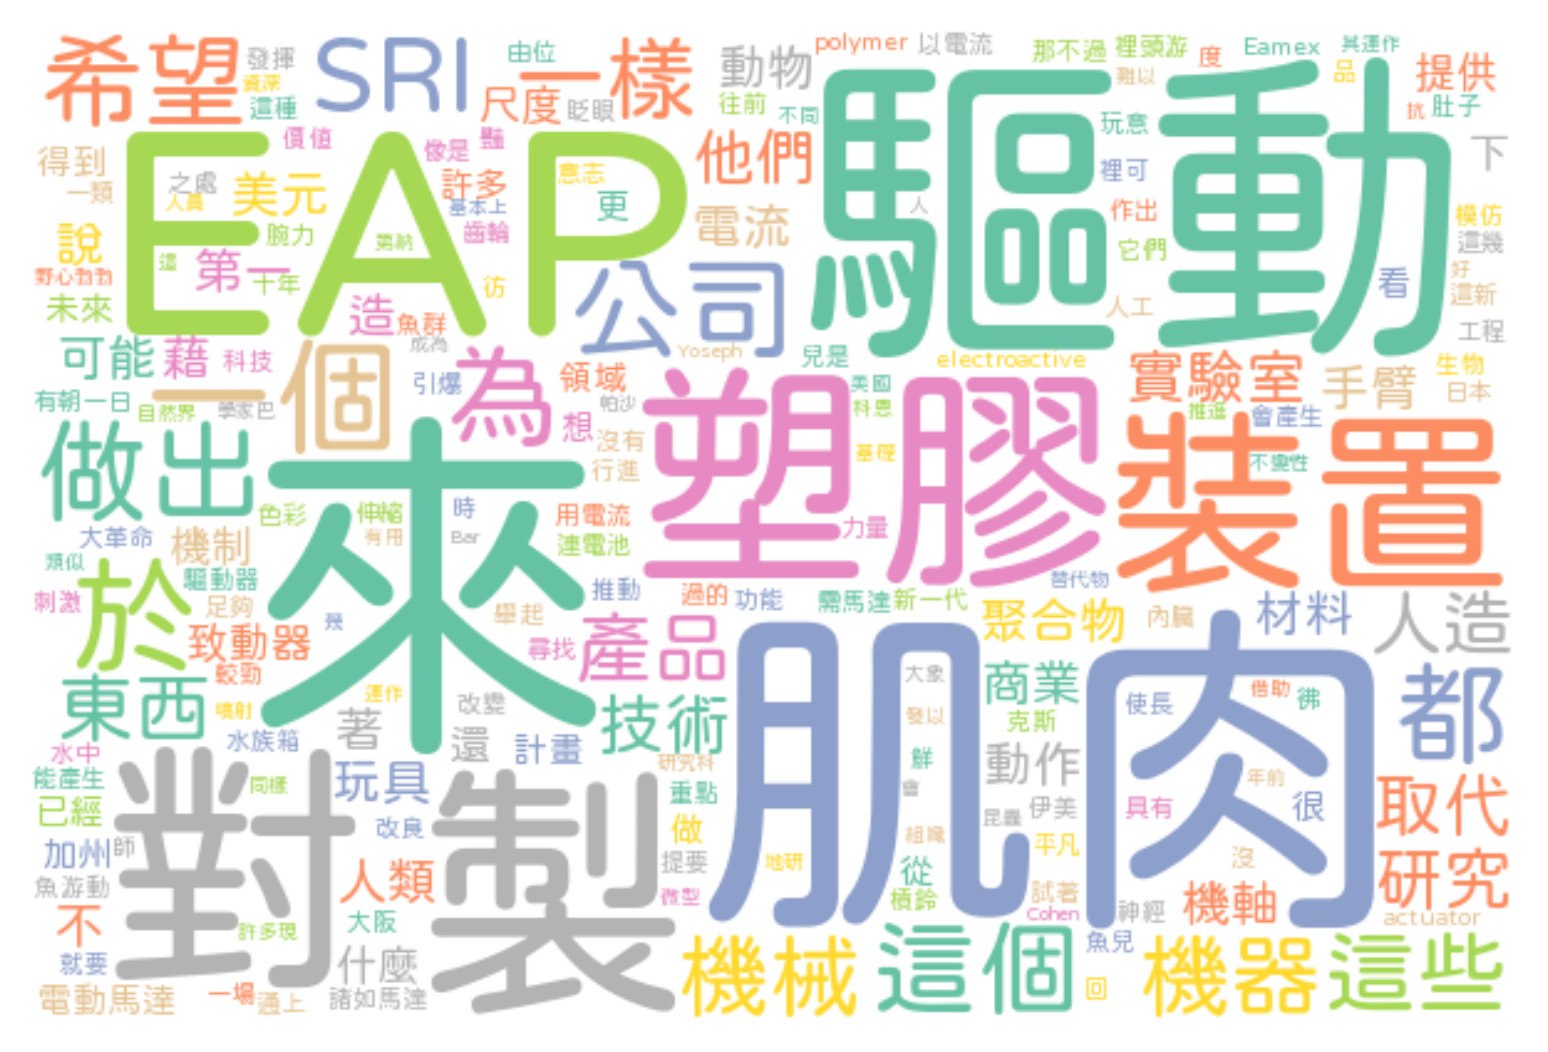 希望
發揮
資深
這種
SRI
由位
尺度
眨眼
一樣
動物
往前
polymer
以電流
不同
那不過
裡頭游
難以
度
Eamex
其運作
品
提供
抗
肚子
下
EAP
驅動
得到
一類
價值
之處
人員
美元
像是
豔
許多
基本上
齒輪
意志
更
他們
電流
人
玩意
裡可
作出
它們
人工
看
模仿
這幾
好
這新
工程
說
野心勃勃
未來
這
第一
腕力
十年
第納
造
魚群
彷
公司
成為
Yoseph
兒是
electroactive
可能
藉
科技
一個
引爆
為
領域
想
帕沙
沒有
行進
塑膠
美國
科恩
基礎
實驗室
推進
會產生
手臂
生物
日本
有朝一日
自然界
學家巴
做出
來
裝置
不變性
色彩
伸縮
有用
時
Bar
用電流
連電池
力量
大革命
機制
類似
驅動器
足夠
刺激
於
致動器
較勁
幾
舉起
推動
尋找
過的
功能
需馬達
新一代
替代物
聚合物
內臟
材料
人造
產品
肌肉
東西
噴射
運作
水族箱
著
改變
還
計畫
技術
大象
發以
鮮
會
商業
克斯
使長
借助
彿
都
水中
能產生
已經
對
同樣
玩具
改良
製
研究科
重點
做
提要
微型
地研
組織
從
槓鈴
動作
昆蟲
伊美
平凡
試著
Cohen
具有
年前
很
沒
取代
加州
師
魚游動
人類
大阪
研究
不
許多現
就要
什麼
神經
機軸
actuator
魚兒
電動馬達
一場
通上
諸如馬達
機械
這個
回
機器
這些